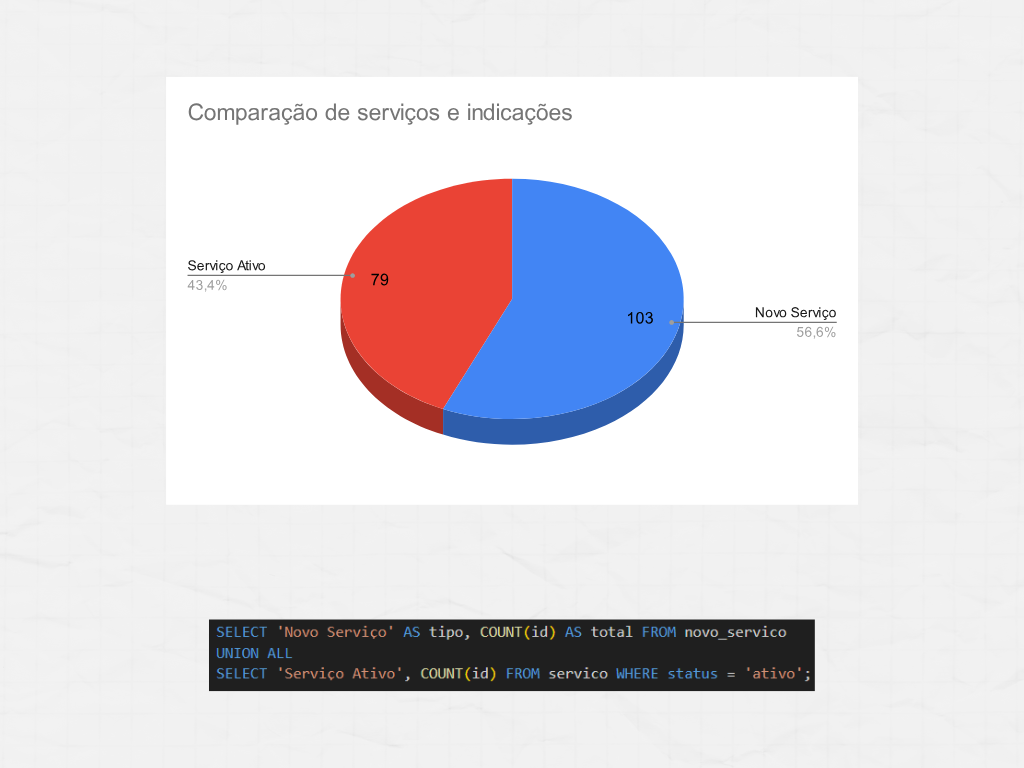 Comparação de serviços e indicações
Serviço Ativo
43,4%
79
103
Novo Serviço
56,6%
SELECT 'Novo Serviço' AS tipo, COUNT(id) AS total FROM novo_servico
UNION ALL
SELECT 'Serviço Ativo', COUNT(id) FROM servico WHERE status = 'ativo';